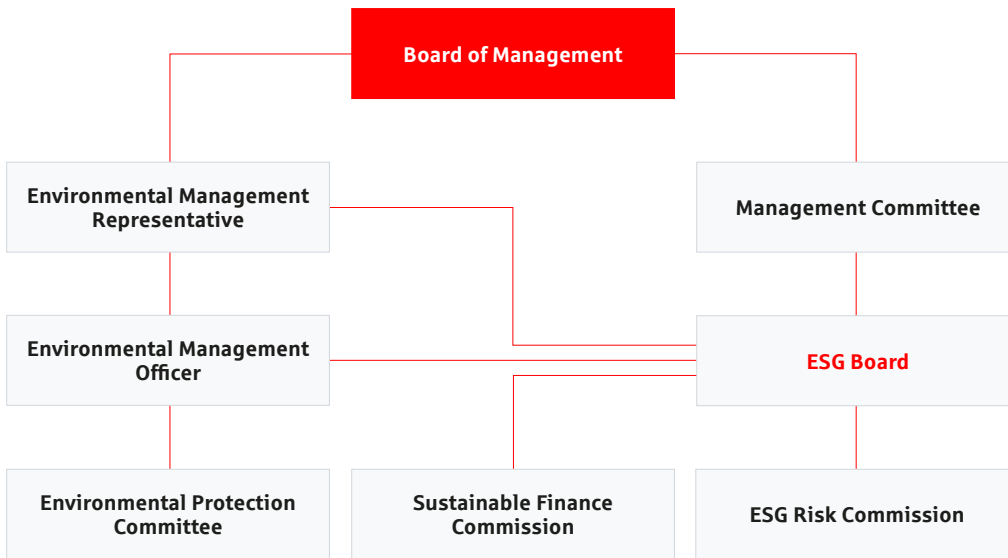 Board of Management
Environmental Management
Representative
Management Committee
Environmental Management
Officer
ESG Board
Environmental Protection
Committee
Sustainable Finance
Commission
ESG Risk Commission